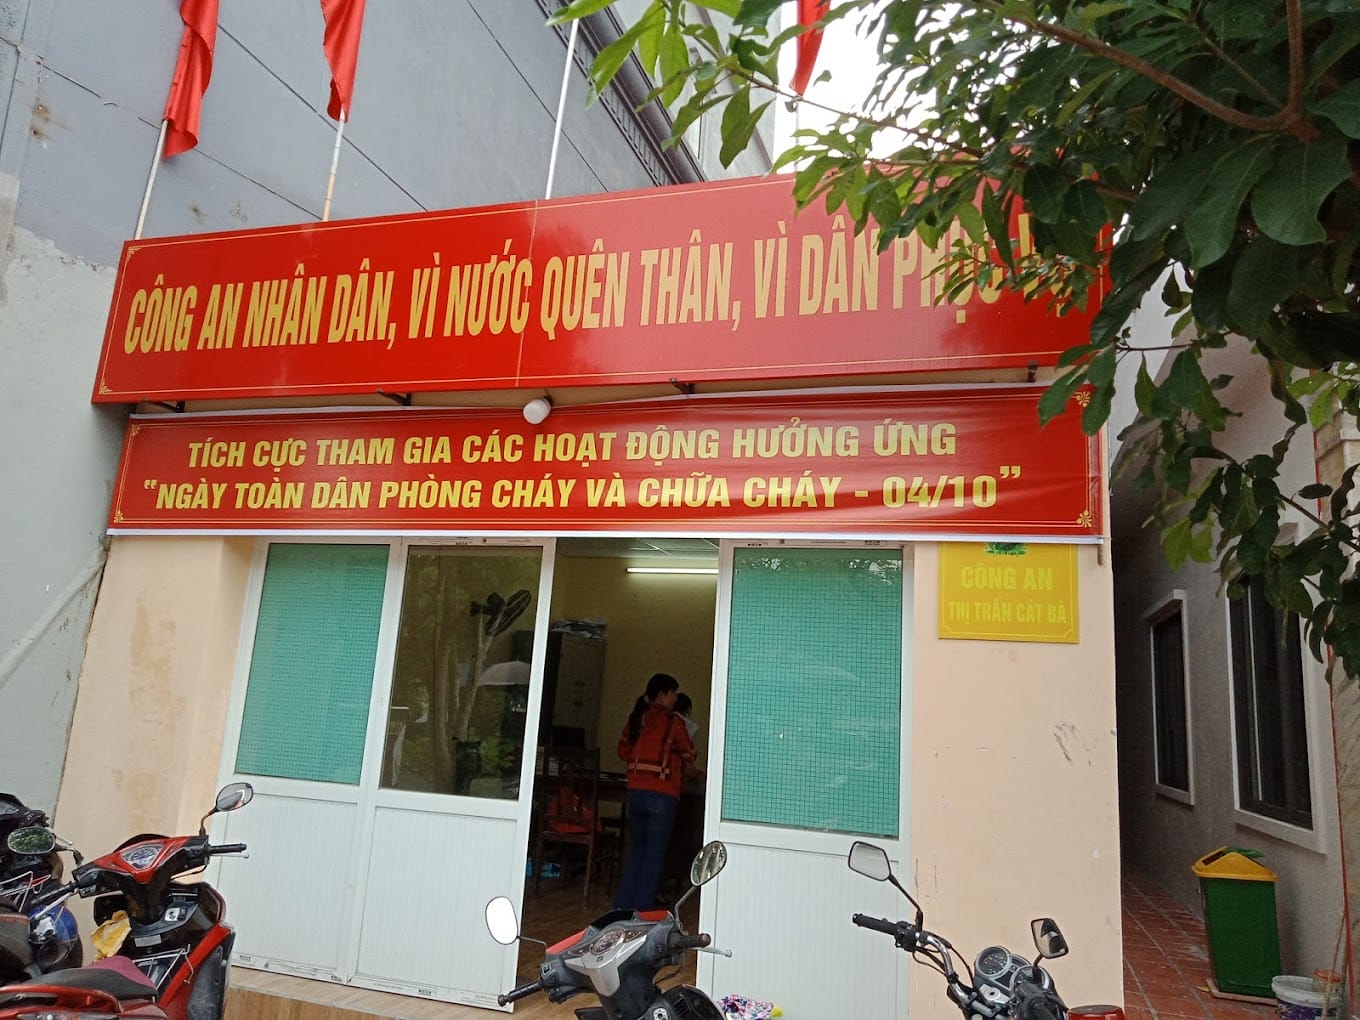 CÔNG AN NHÂN DÂN, VÌ NƯỚC QUÊN THÂN, VÌ DÂN PHỤC
TÍCH CỰC THAM GIA CÁC HOẠT ĐỘNG HƯỞNG ỨNG
"NGÀY TOÀN DÂN PHÒNG CHÁY VÀ CHỮA CHÁY - 04/10"
CÔNG AN
THỊ TRẤN CÁT BÀ